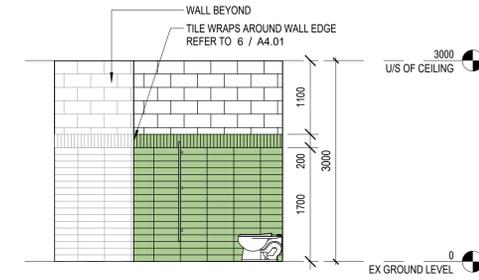 WALL BEYOND
TILE WRAPS AROUND WALL EDGE
REFER TO 6 / A4.01
3000
U/S OF CEILING
1100
200
3000
1700
0
EX GROUND LEVEL